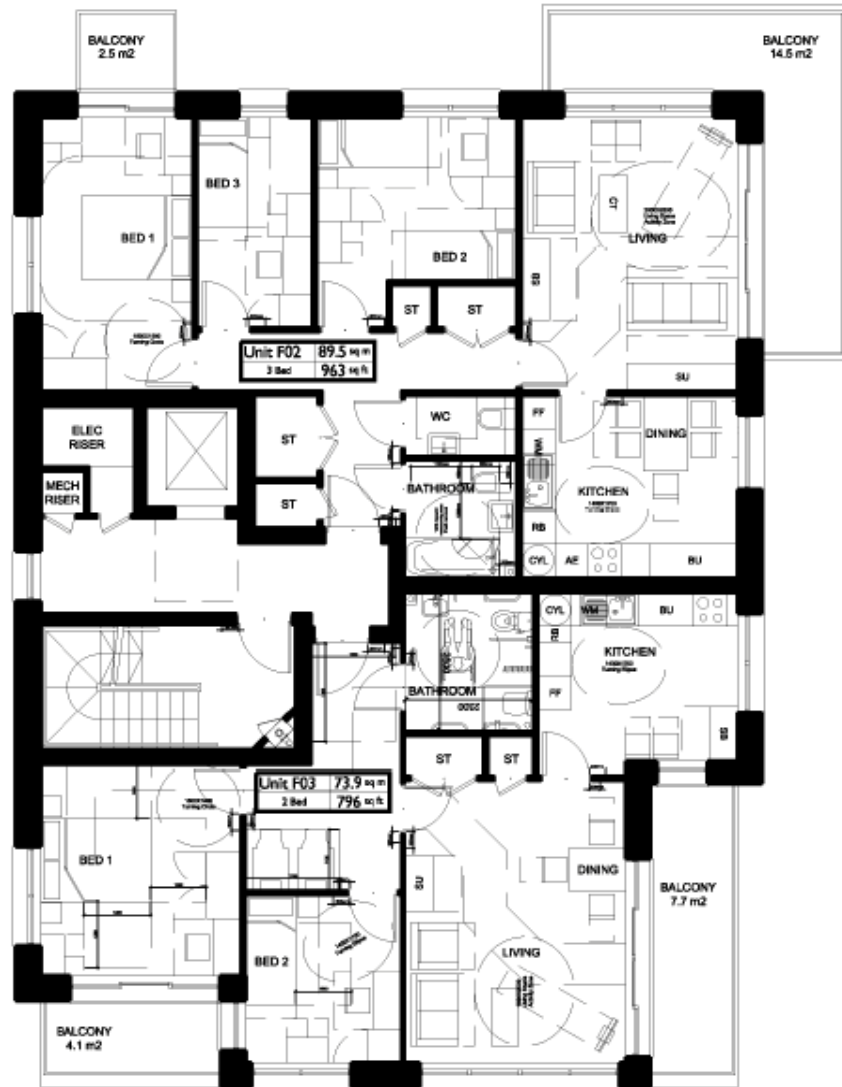 BALCONY
2.5 m2
BALCONY
14.5 m2
BED 1
BED 3
BED 2
LIVING
CT
BS
SU
ST
ST
Unit F02 89.5 sq m
3 Bed 963 sq ft
ELEC
RISER
MECH
RISER
ST
ST
WC
BATHROOM
FF
WM
DINING
KITCHEN
RB
CYL
AE
BU
CYL
WM
BU
RB
KITCHEN
FF
BATHROOM
2500
ST
ST
SB
Unit F03 73.9 sq m
2 Bed 796 sq ft
BED 1
SU
DINING
BALCONY
7.7 m2
BED 2
LIVING
BALCONY
4.1 m2